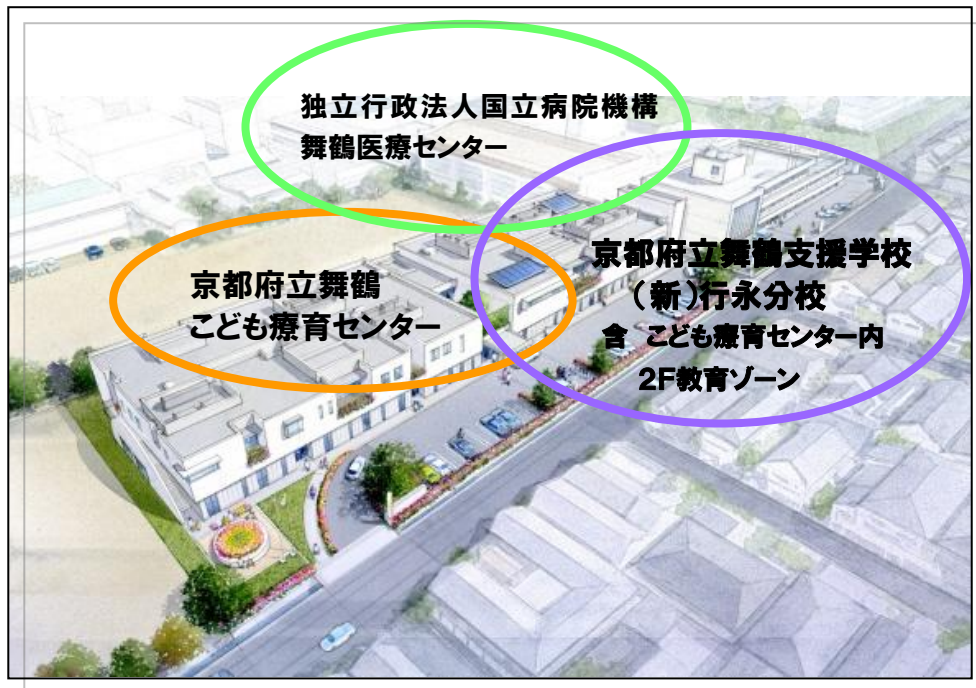 独立行政法人国立病院機構
舞鶴医療センター
京都府立舞鶴
こども療育センター
京都府立舞鶴支援学校
（新）行永分校
含　こども療育センター内
2F教育ゾーン